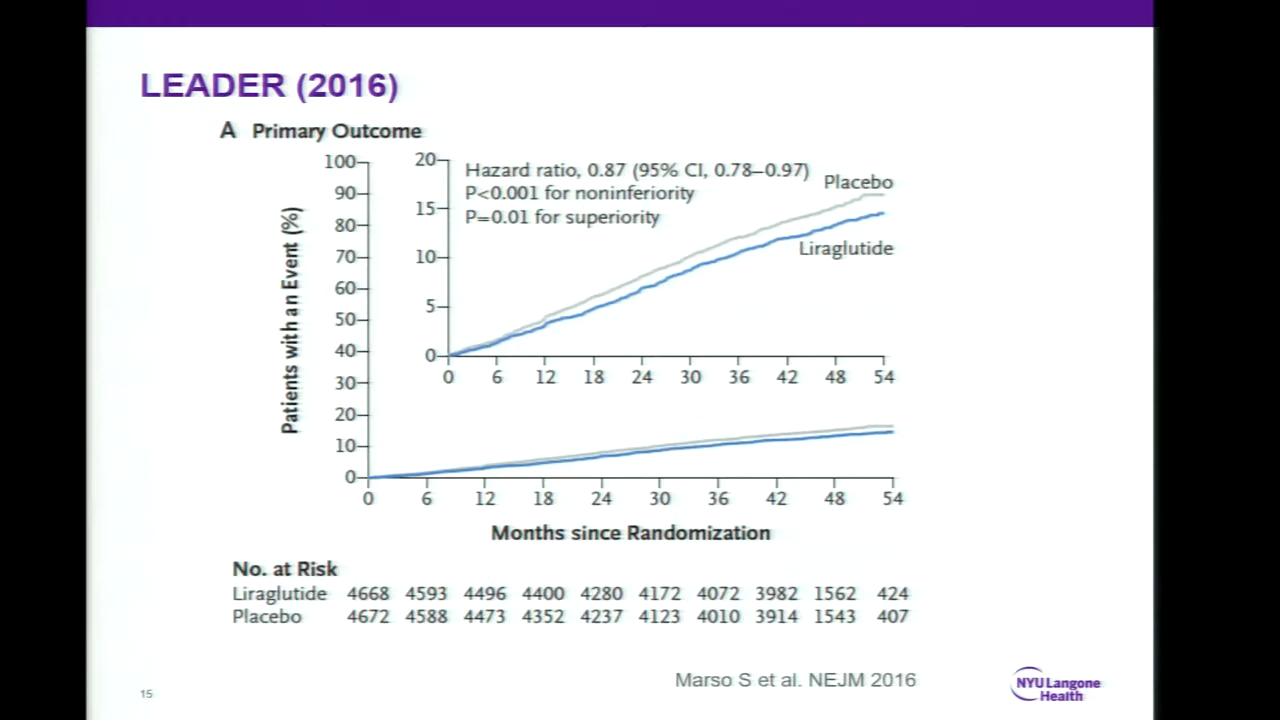 LEADER (2016)
A Primary Outcome
Patients with an Event (%)
100
90
80
70
60
50
40
30
20
10
0
20
15
10
5
0
Hazard ratio, 0.87 (95% CI, 0.78–0.97)
P<0.001 for noninferiority
P=0.01 for superiority
Placebo
Liraglutide
0 6 12 18 24 30 36 42 48 54
0 6 12 18 24 30 36 42 48 54
Months since Randomization
No. at Risk
Liraglutide 4668 4593 4496 4400 4280 4172 4072 3982 1562 424
Placebo 4672 4588 4473 4352 4237 4123 4010 3914 1543 407
Marso S et al. NEJM 2016
15
NYU Langone
Health